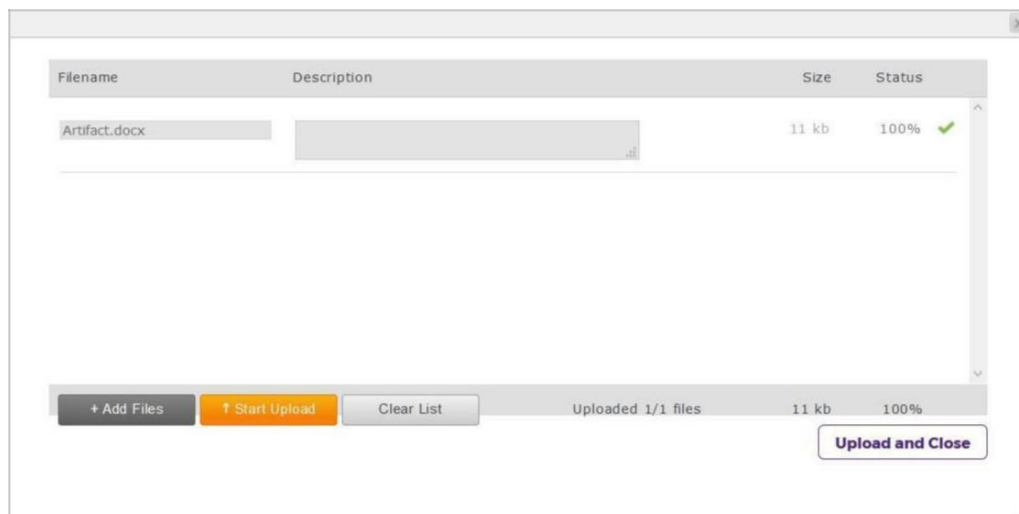 Filename Description Size Status
Artifact.docx 11 kb 100%
+ Add Files ↑ Start Upload Clear List Uploaded 1/1 files 11 kb 100%
Upload and Close